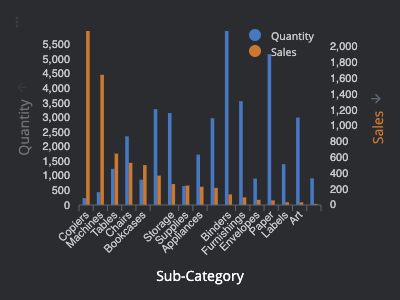 Quantity
Sales
5,500
5,000
4,500
4,000
3,500
3,000
2,500
2,000
1,500
1,000
500
0
2,000
1,800
1,600
1,400
1,200
1,000
800
600
400
200
0
Quantity
Sales
Copiers
Machines
Tables
Chairs
Bookcases
Storage
Supplies
Appliances
Binders
Furnishings
Envelopes
Paper
Labels
Art
Sub-Category